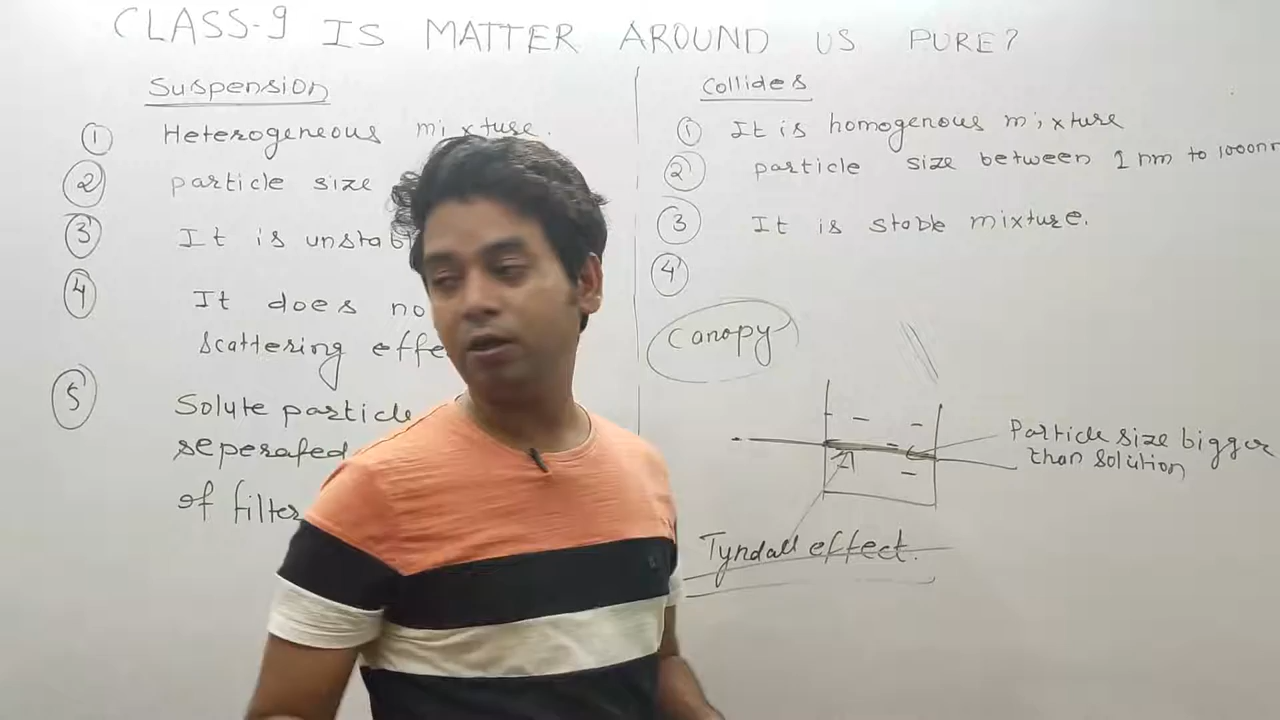 CLASS-9 IS MATTER AROUND US PURE?
Suspension
① Heterogeneous mixture.
② particle size
③ It is unstab
④ It does no
scattering effe
⑤ Solute particle
seperated
of filter
Collides
① It is homogenous mixture
② particle size between 1 nm to 1000n
③ It is stable mixture.
④
Canopy
Particle size bigger
than solution
Tyndall effect.